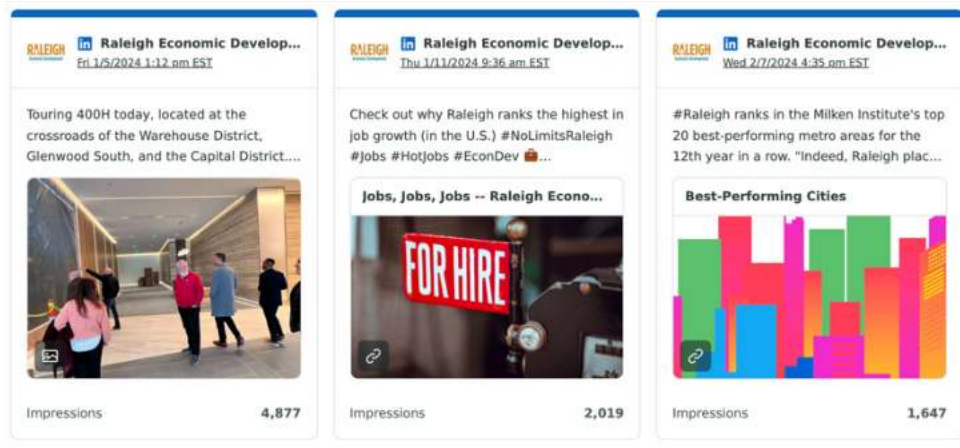 RALEIGH
in Raleigh Economic Develop...
Fri 1/5/2024 1:12 pm EST
Touring 400H today, located at the
crossroads of the Warehouse District,
Glenwood South, and the Capital District....
Impressions 4,877
RALEIGH
in Raleigh Economic Develop...
Thu 1/11/2024 9:36 am EST
Check out why Raleigh ranks the highest in
job growth (in the U.S.) #NoLimitsRaleigh
#Jobs #HotJobs #EconDev 💼...
Jobs, Jobs, Jobs -- Raleigh Econo...
FOR HIRE
Impressions 2,019
RALEIGH
in Raleigh Economic Develop...
Wed 2/7/2024 4:35 pm EST
#Raleigh ranks in the Milken Institute's top
20 best-performing metro areas for the
12th year in a row. "Indeed, Raleigh plac...
Best-Performing Cities
Impressions 1,647